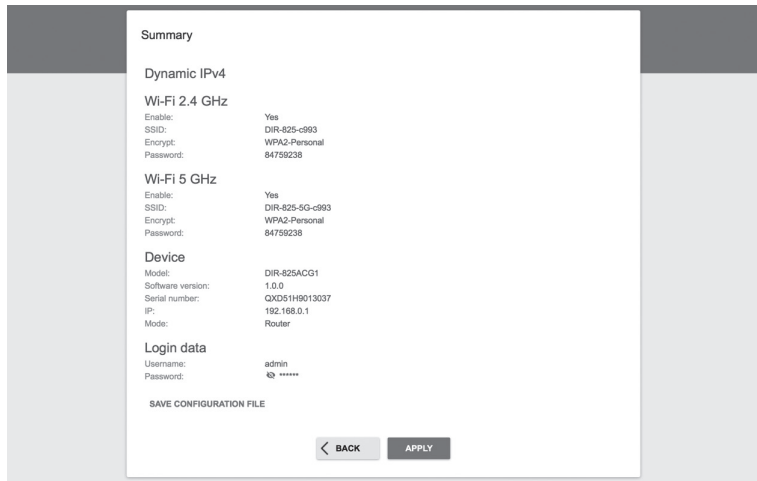 Summary
Dynamic IPv4
Wi-Fi 2.4 GHz
Enable: Yes
SSID: DIR-825-c993
Encrypt: WPA2-Personal
Password: 84759238
Wi-Fi 5 GHz
Enable: Yes
SSID: DIR-825-5G-c993
Encrypt: WPA2-Personal
Password: 84759238
Device
Model: DIR-825ACG1
Software version: 1.0.0
Serial number: QXD51H9013037
IP: 192.168.0.1
Mode: Router
Login data
Username: admin
Password: ******
SAVE CONFIGURATION FILE
BACK APPLY